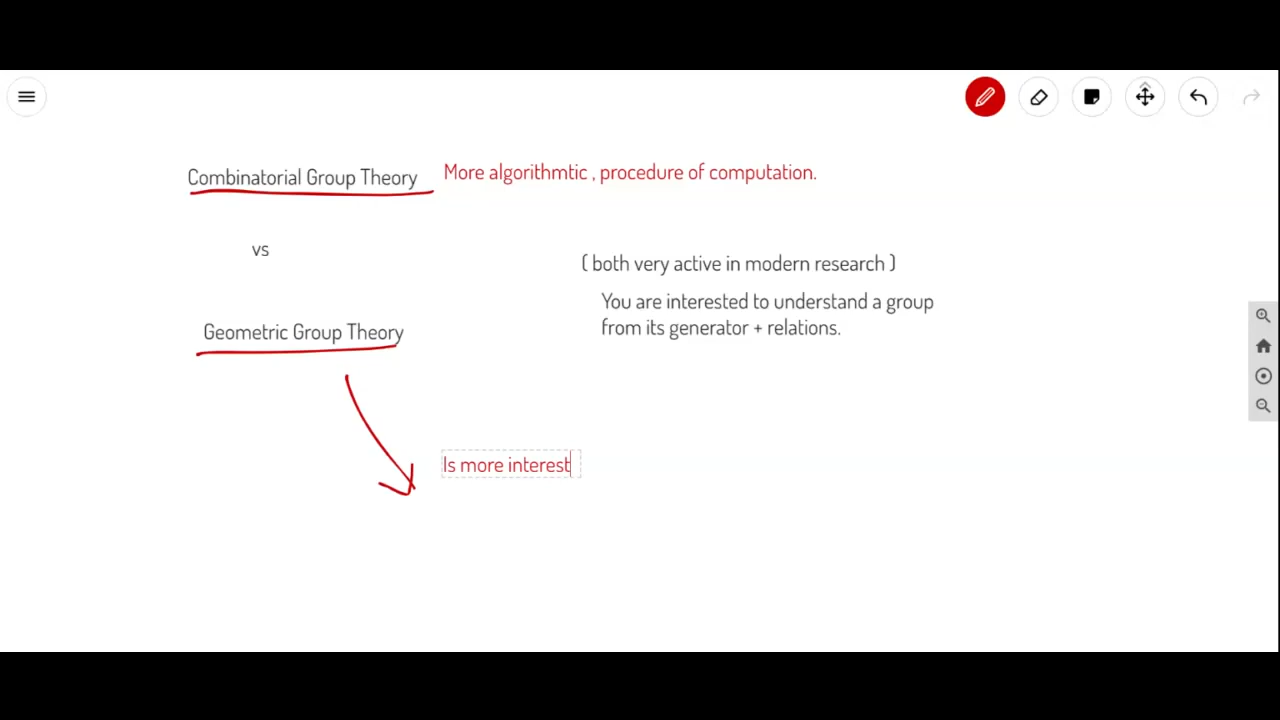 Combinatorial Group Theory
More algorithmtic , procedure of computation.
vs
( both very active in modern research )
You are interested to understand a group
from its generator + relations.
Geometric Group Theory
Is more interest